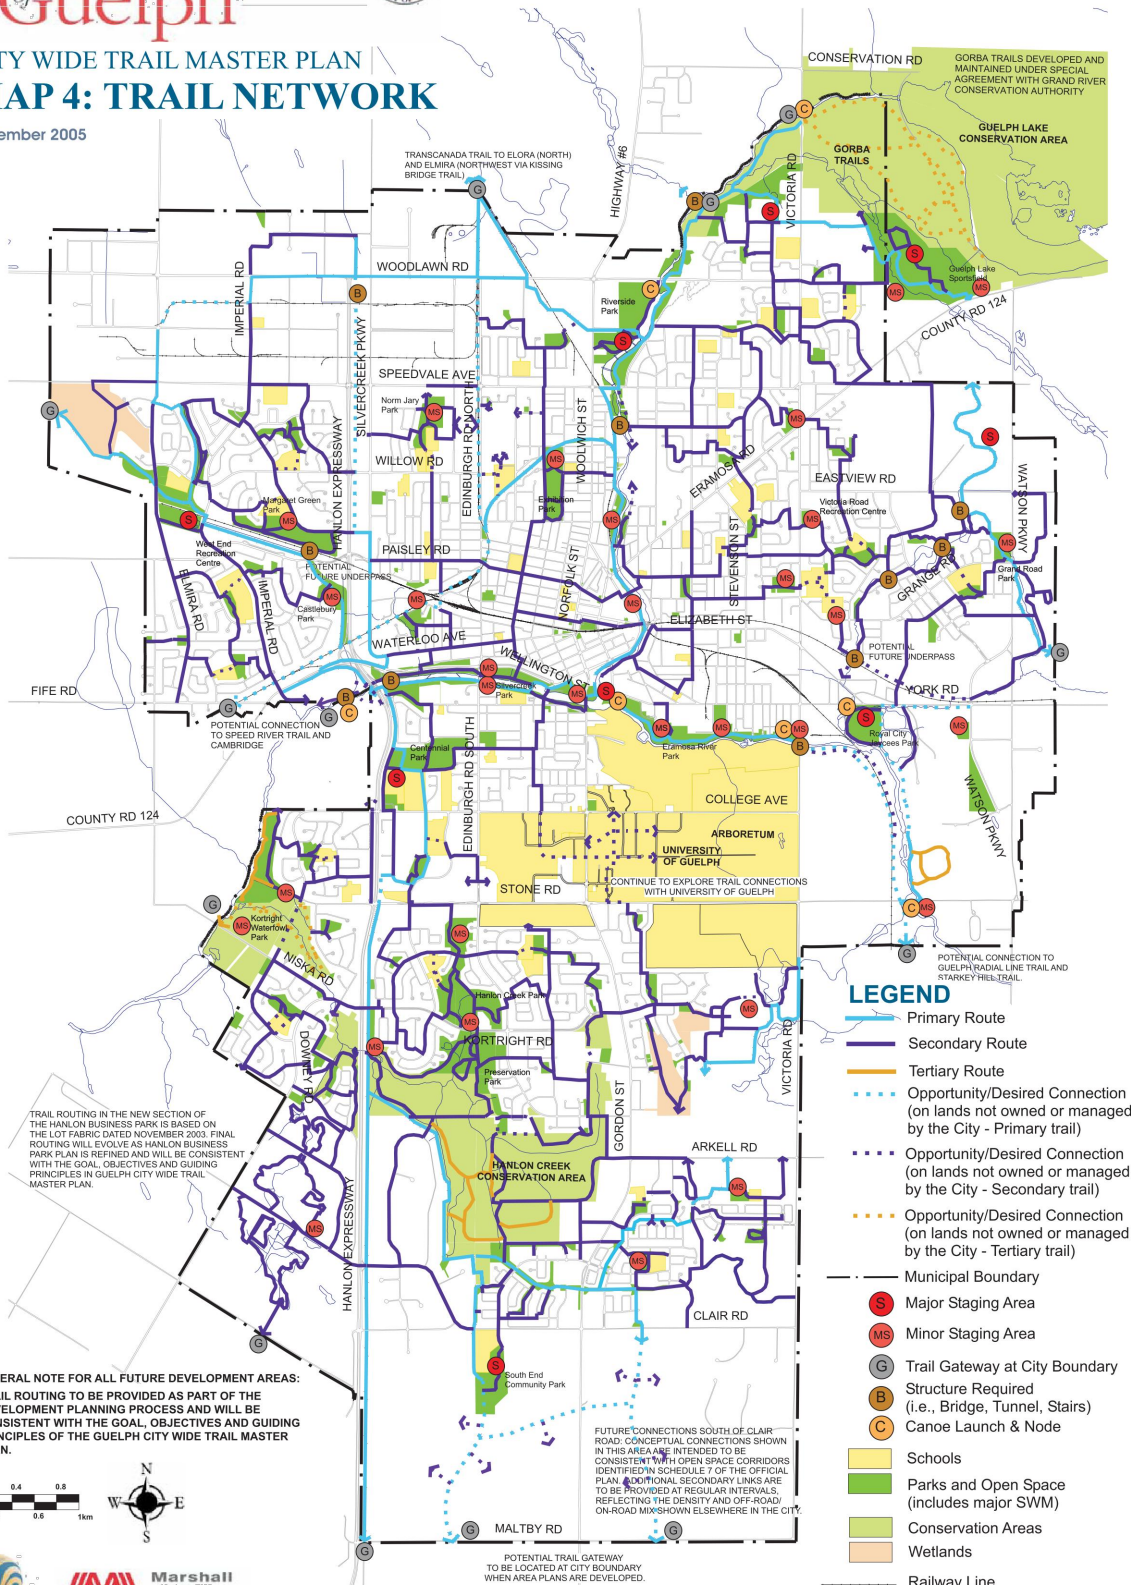 Guelph
TY WIDE TRAIL MASTER PLAN
AP 4: TRAIL NETWORK
ember 2005
CONSERVATION RD
GORBA TRAILS DEVELOPED AND
MAINTAINED UNDER SPECIAL
AGREEMENT WITH GRAND RIVER
CONSERVATION AUTHORITY
GUELPH LAKE
CONSERVATION AREA
GORBA
TRAILS
TRANSCANADA TRAIL TO ELORA (NORTH)
AND ELMIRA (NORTHWEST VIA KISSING
BRIDGE TRAIL)
HIGHWAY #6
VICTORIA RD
WOODLAWN RD
IMPERIAL RD
Riverside
Park
Guelph Lake
Sportsfield
COUNTY RD 124
SILVERCREEK PKWY
SPEEDVALE AVE
Norm Jary
Park
EDINBURGH RD NORTH
WOOLWICH ST
HANLON EXPRESSWAY
WILLOW RD
ERAMOSA RD
EASTVIEW RD
WATSON PKWY
Margaret Green
Park
Exhibition
Park
Victoria Road
Recreation Centre
West End
Recreation
Centre
PAISLEY RD
POTENTIAL
FUTURE UNDERPASS
STEVENSON ST
NORFOLK ST
GRANGE RD
Grand Road
Park
ELMIRA RD
IMPERIAL RD
Castlebury
Park
ELIZABETH ST
WATERLOO AVE
WELLINGTON ST
POTENTIAL
FUTURE UNDERPASS
FIFE RD
Silvercreek
Park
YORK RD
POTENTIAL CONNECTION
TO SPEED RIVER TRAIL AND
CAMBRIDGE
Centennial
Park
EDINBURGH RD SOUTH
Eramosa River
Park
Royal City
Jaycees Park
WATSON PKWY
COUNTY RD 124
COLLEGE AVE
ARBORETUM
UNIVERSITY
OF GUELPH
STONE RD
CONTINUE TO EXPLORE TRAIL CONNECTIONS
WITH UNIVERSITY OF GUELPH
Kortright
Waterfowl
Park
NISKA RD
POTENTIAL CONNECTION TO
GUELPH RADIAL LINE TRAIL AND
STARKEY HILL TRAIL.
Hanlon Creek Park
KORTRIGHT RD
DOWNEY RD
Preservation
Park
GORDON ST
VICTORIA RD
TRAIL ROUTING IN THE NEW SECTION OF
THE HANLON BUSINESS PARK IS BASED ON
THE LOT FABRIC DATED NOVEMBER 2003. FINAL
ROUTING WILL EVOLVE AS HANLON BUSINESS
PARK PLAN IS REFINED AND WILL BE CONSISTENT
WITH THE GOAL, OBJECTIVES AND GUIDING
PRINCIPLES IN GUELPH CITY WIDE TRAIL
MASTER PLAN.
ARKELL RD
HANLON CREEK
CONSERVATION AREA
HANLON EXPRESSWAY
CLAIR RD
South End
Community Park
FUTURE CONNECTIONS SOUTH OF CLAIR
ROAD: CONCEPTUAL CONNECTIONS SHOWN
IN THIS AREA ARE INTENDED TO BE
CONSISTENT WITH OPEN SPACE CORRIDORS
IDENTIFIED IN SCHEDULE 7 OF THE OFFICIAL
PLAN. ADDITIONAL SECONDARY LINKS ARE
TO BE PROVIDED AT REGULAR INTERVALS,
REFLECTING THE DENSITY AND OFF-ROAD/
ON-ROAD MIX SHOWN ELSEWHERE IN THE CITY.
MALTBY RD
POTENTIAL TRAIL GATEWAY
TO BE LOCATED AT CITY BOUNDARY
WHEN AREA PLANS ARE DEVELOPED.
ERAL NOTE FOR ALL FUTURE DEVELOPMENT AREAS:
IL ROUTING TO BE PROVIDED AS PART OF THE
VELOPMENT PLANNING PROCESS AND WILL BE
NSISTENT WITH THE GOAL, OBJECTIVES AND GUIDING
NCIPLES OF THE GUELPH CITY WIDE TRAIL MASTER
N.
0.4 0.8
0.6 1km
N
W E
S
Marshall
LEGEND
Primary Route
Secondary Route
Tertiary Route
Opportunity/Desired Connection
(on lands not owned or managed
by the City - Primary trail)
Opportunity/Desired Connection
(on lands not owned or managed
by the City - Secondary trail)
Opportunity/Desired Connection
(on lands not owned or managed
by the City - Tertiary trail)
Municipal Boundary
S Major Staging Area
MS Minor Staging Area
G Trail Gateway at City Boundary
B Structure Required
(i.e., Bridge, Tunnel, Stairs)
C Canoe Launch & Node
Schools
Parks and Open Space
(includes major SWM)
Conservation Areas
Wetlands
Railway Line